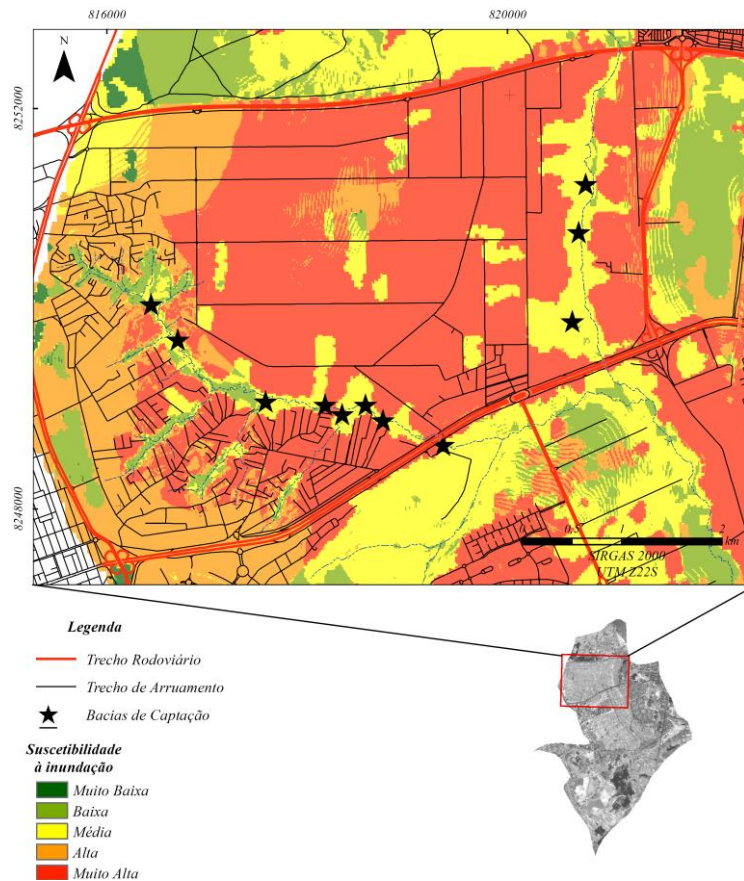 816000
820000
N
8252000
8248000
0 0,5 1 2
km
SIRGAS 2000
UTM Z22S
Legenda
Trecho Rodoviário
Trecho de Arruamento
Bacias de Captação
Suscetibilidade
à inundação
Muito Baixa
Baixa
Média
Alta
Muito Alta